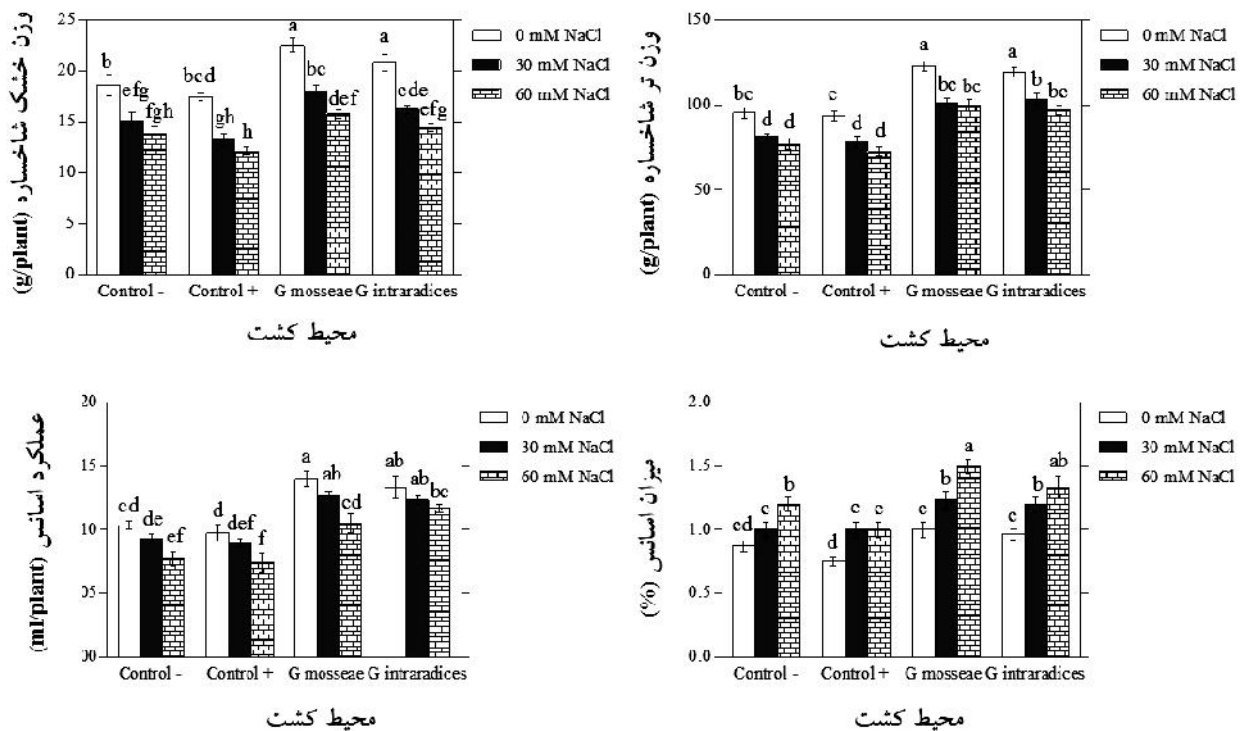 وزن خشک شاخساره (g/plant)
25
20
15
10
5
0
b
efg
fgh
bcd
gh
h
a
bc
def
a
cde
efg
0 mM NaCl
30 mM NaCl
60 mM NaCl
Control -
Control +
G mosseae
G intraradices
محیط کشت
وزن تر شاخساره (g/plant)
150
100
50
0
bc
d
d
c
d
d
a
bc
bc
a
b
bc
0 mM NaCl
30 mM NaCl
60 mM NaCl
Control -
Control +
G mosseae
G intraradices
محیط کشت
عملکرد اسانس (ml/plant)
20
15
10
05
00
cd
de
ef
d
def
f
a
ab
cd
ab
ab
bc
0 mM NaCl
30 mM NaCl
60 mM NaCl
Control -
Control +
G mosseae
G intraradices
محیط کشت
میزان اسانس (%)
2.0
1.5
1.0
0.5
0.0
cd
c
b
d
c
c
c
b
a
c
b
ab
0 mM NaCl
30 mM NaCl
60 mM NaCl
Control -
Control +
G mosseae
G intraradices
محیط کشت